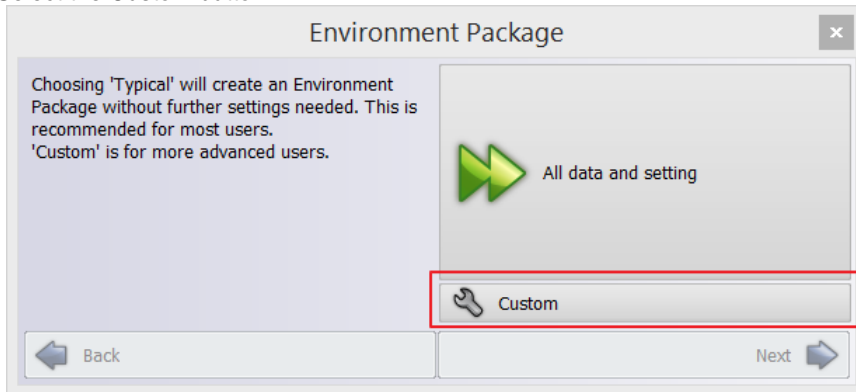 Environment Package
Choosing 'Typical' will create an Environment
Package without further settings needed. This is
recommended for most users.
'Custom' is for more advanced users.
All data and setting
Custom
Back
Next